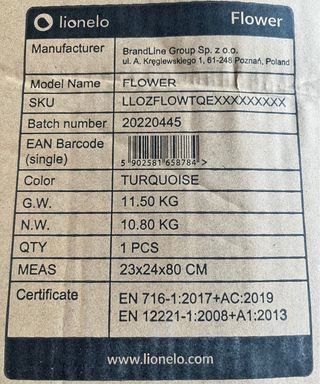 lionelo Flower
Manufacturer BrandLine Group Sp. z o.o.
ul. A. Kręglewskiego 1, 61-248 Poznań, Poland
Model Name FLOWER
SKU LLOZFLOWTQEXXXXXXXXX
Batch number 20220445
EAN Barcode
(single) 5 902581 658784 >
Color TURQUOISE
G.W. 11.50 KG
N.W. 10.80 KG
QTY 1 PCS
MEAS 23x24x80 CM
Certificate EN 716-1:2017+AC:2019
EN 12221-1:2008+A1:2013
www.lionelo.com